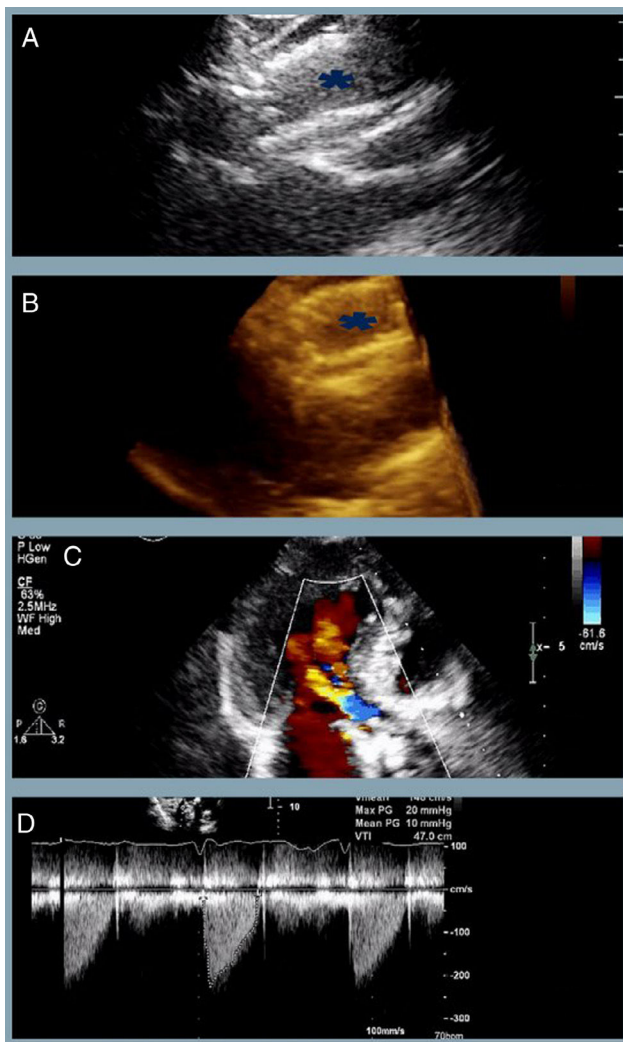 A
B
C
P Low
HGen
CF
63%
2.5MHz
WF High
Med
-61.6
cm/s
x- 5
G
P R
1.6 3.2
D
10
Max PG 20 mmHg
Mean PG 10 mmHg
VTI 47.0 cm
100
cm/s
-100
-200
-300
100mm/s
70bpm